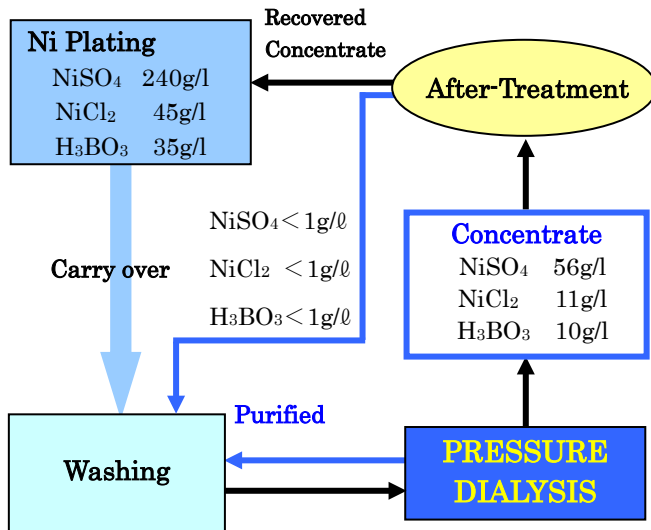 Recovered
Concentrate
Ni Plating
NiSO₄ 240g/l
NiCl₂ 45g/l
H₃BO₃ 35g/l
After-Treatment
NiSO₄<1g/ℓ
NiCl₂ <1g/ℓ
H₃BO₃<1g/ℓ
Carry over
Concentrate
NiSO₄ 56g/l
NiCl₂ 11g/l
H₃BO₃ 10g/l
Purified
Washing
PRESSURE
DIALYSIS